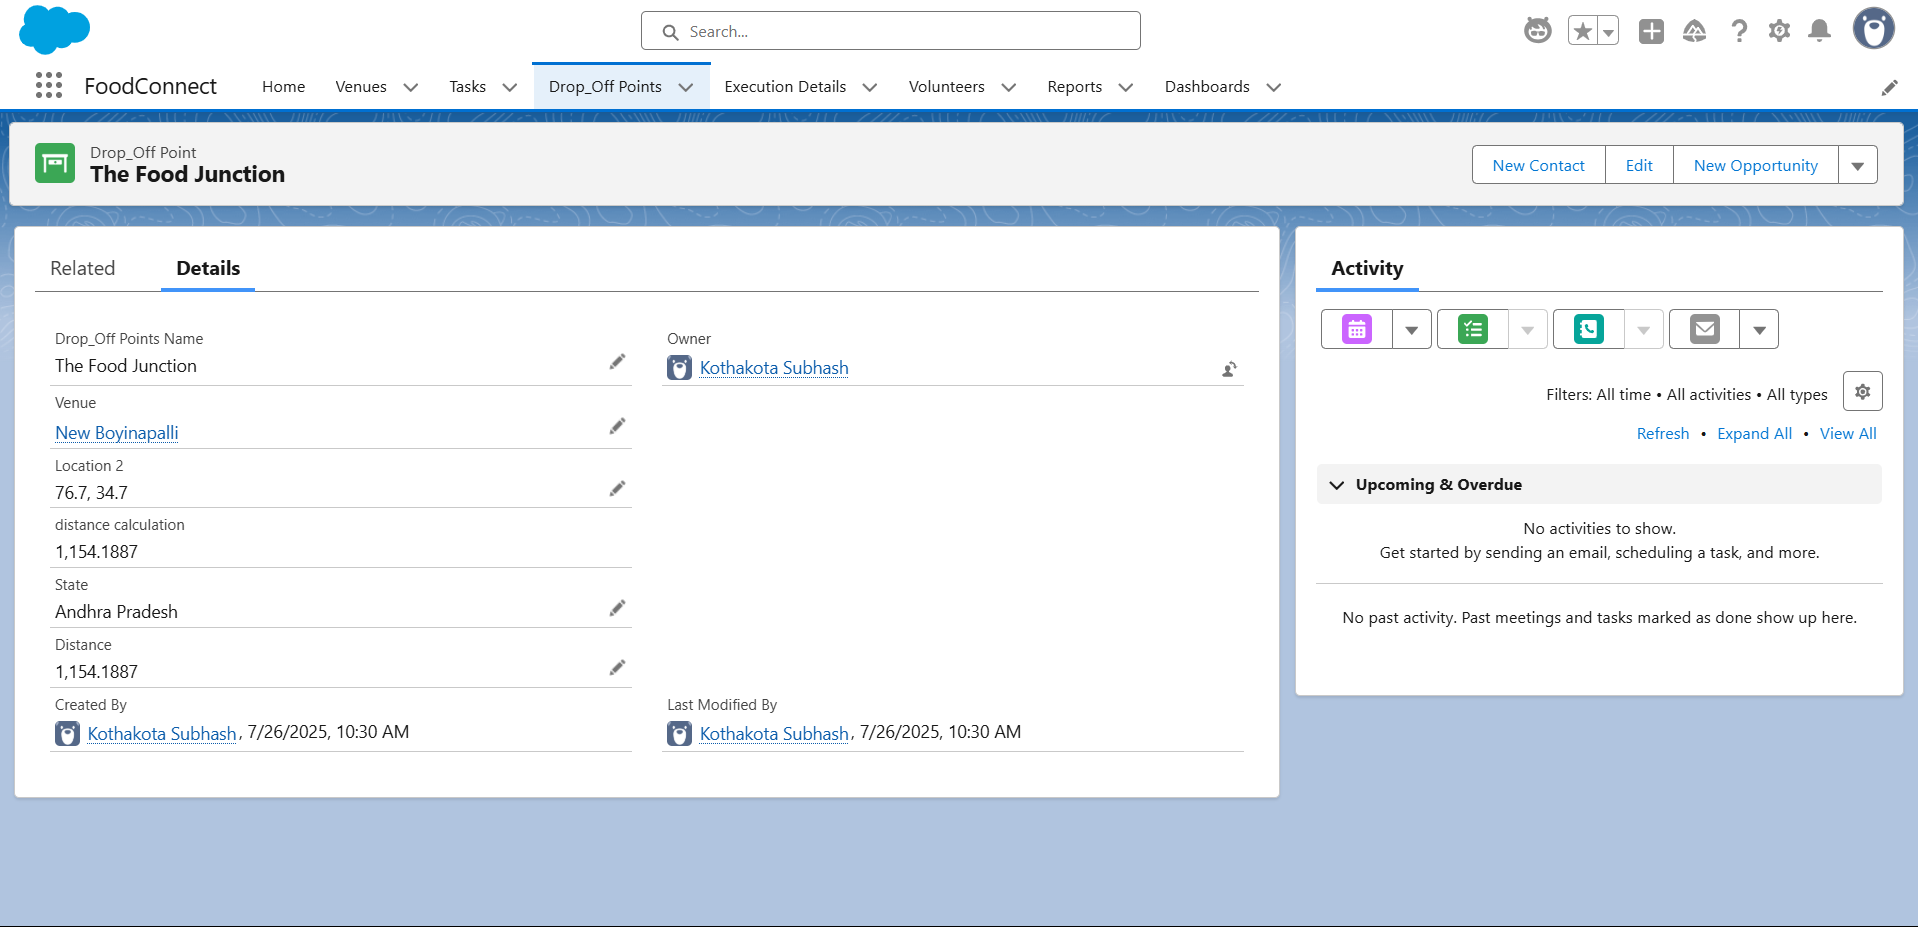 Search...
FoodConnect
Home
Venues
Tasks
Drop_Off Points
Execution Details
Volunteers
Reports
Dashboards
Drop_Off Point
The Food Junction
New Contact
Edit
New Opportunity
Related
Details
Drop_Off Points Name
The Food Junction
Owner
Kothakota Subhash
Venue
New Boyinapalli
Location 2
76.7, 34.7
distance calculation
1,154.1887
State
Andhra Pradesh
Distance
1,154.1887
Created By
Kothakota Subhash, 7/26/2025, 10:30 AM
Last Modified By
Kothakota Subhash, 7/26/2025, 10:30 AM
Activity
Filters: All time • All activities • All types
Refresh • Expand All • View All
Upcoming & Overdue
No activities to show.
Get started by sending an email, scheduling a task, and more.
No past activity. Past meetings and tasks marked as done show up here.